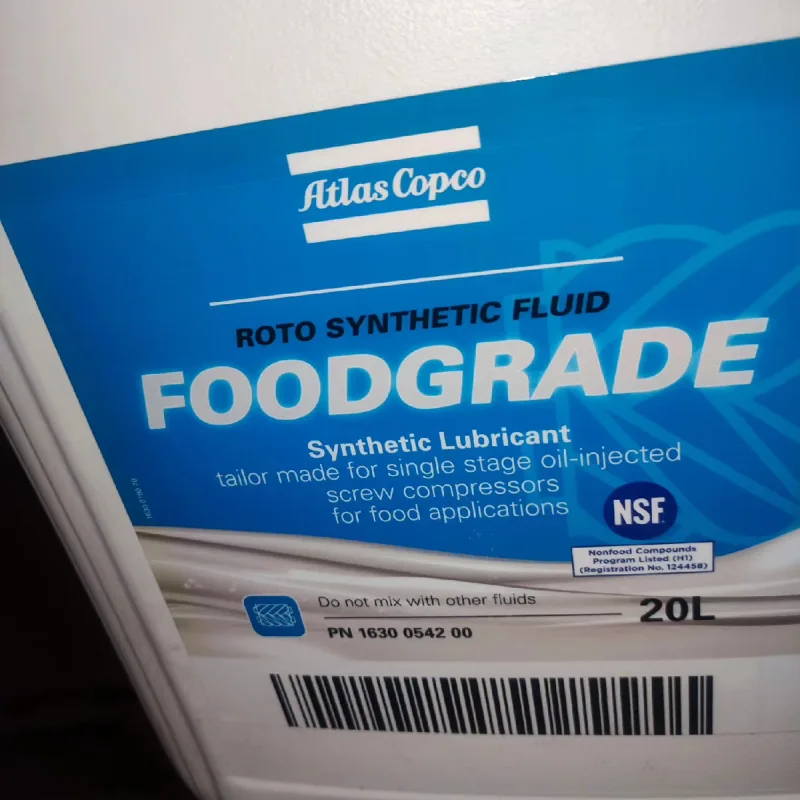 Atlas Copco
ROTO SYNTHETIC FLUID
FOODGRADE
Synthetic Lubricant
tailor made for single stage oil-injected
screw compressors
for food applications
NSF
Nonfood Compounds
Program Listed (H1)
(Registration No. 124458)
Do not mix with other fluids
20L
PN 1630 0542 00